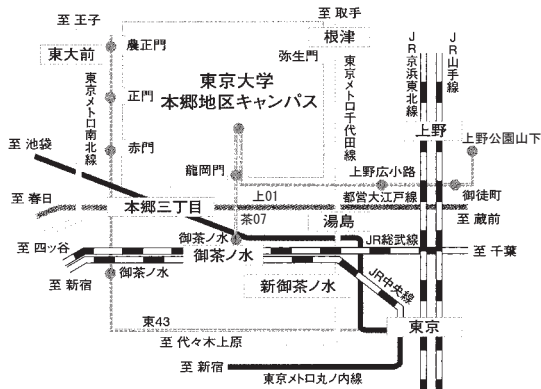 至 王子
至 取手
農正門
根津
JR京浜東北線
JR山手線
東大前
弥生門
東京大学
本郷地区キャンパス
東京メトロ南北線
正門
東京メトロ千代田線
上野
上野公園山下
至 池袋
赤門
龍岡門
上野広小路
至 春日
上01
都営大江戸線
御徒町
本郷三丁目
茶07
湯島
至 蔵前
至 四ッ谷
御茶ノ水
JR総武線
至 千葉
御茶ノ水
御茶ノ水
至 新宿
新御茶ノ水
JR中央線
東43
東京
至 代々木上原
至 新宿
東京メトロ丸ノ内線